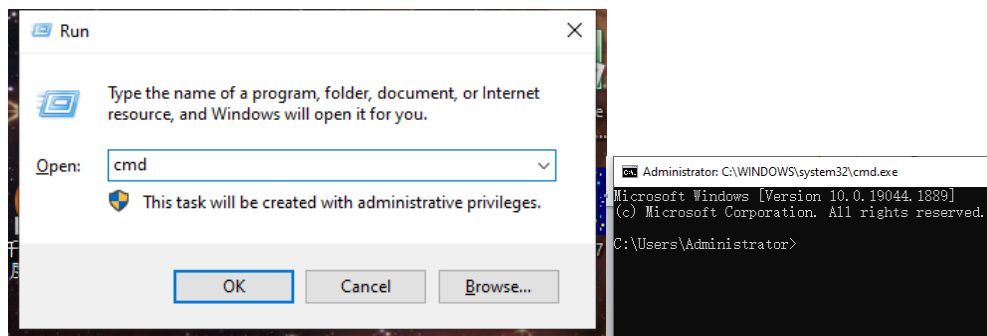 Run
Type the name of a program, folder, document, or Internet
resource, and Windows will open it for you.
Open:
cmd
This task will be created with administrative privileges.
OK
Cancel
Browse...
Administrator: C:\WINDOWS\system32\cmd.exe
Microsoft Windows [Version 10.0.19044.1889]
(c) Microsoft Corporation. All rights reserved.
C:\Users\Administrator>